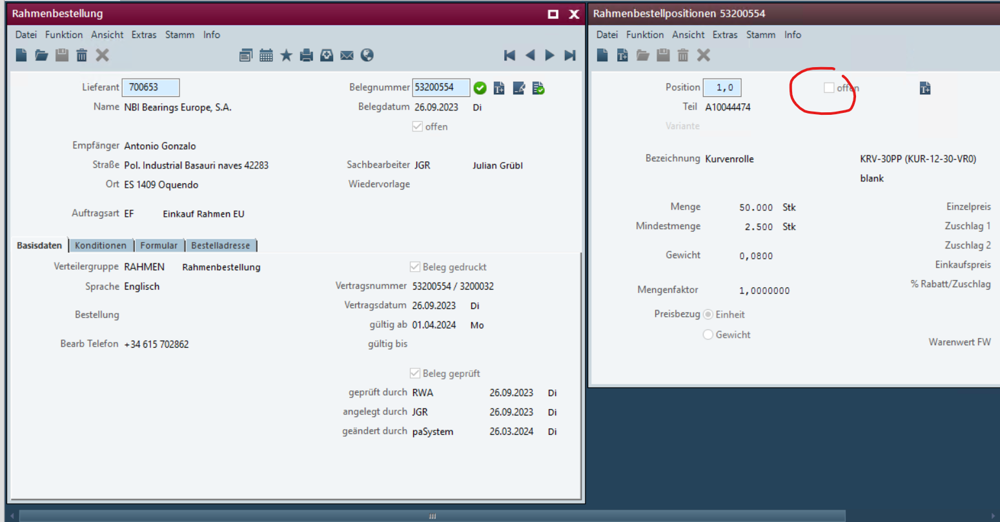 Rahmenbestellung
Datei Funktion Ansicht Extras Stamm Info
Lieferant 700653 Belegnummer 53200554
Name NBI Bearings Europe, S.A. Belegdatum 26.09.2023 Di
offen
Empfänger Antonio Gonzalo
Straße Pol. Industrial Basauri naves 42283 Sachbearbeiter JGR Julian Grübl
Ort ES 1409 Oquendo Wiedervorlage
Auftragsart EF Einkauf Rahmen EU
Basisdaten Konditionen Formular Bestelladresse
Verteilergruppe RAHMEN Rahmenbestellung Beleg gedruckt
Sprache Englisch Vertragsnummer 53200554 / 3200032
Vertragsdatum 26.09.2023 Di
Bestellung
gültig ab 01.04.2024 Mo
Bearb Telefon +34 615 702862 gültig bis
Beleg geprüft
geprüft durch RWA 26.09.2023 Di
angelegt durch JGR 26.09.2023 Di
geändert durch paSystem 26.03.2024 Di
Rahmenbestellpositionen 53200554
Datei Funktion Ansicht Extras Stamm Info
Position 1,0 offen
Teil A10044474
Variante
Bezeichnung Kurvenrolle KRV-30PP (KUR-12-30-VR0)
blank
Menge 50.000 Stk Einzelpreis
Mindestmenge 2.500 Stk Zuschlag 1
Zuschlag 2
Gewicht 0,0800
Einkaufspreis
% Rabatt/Zuschlag
Mengenfaktor 1,0000000
Preisbezug Einheit
Gewicht
Warenwert FW